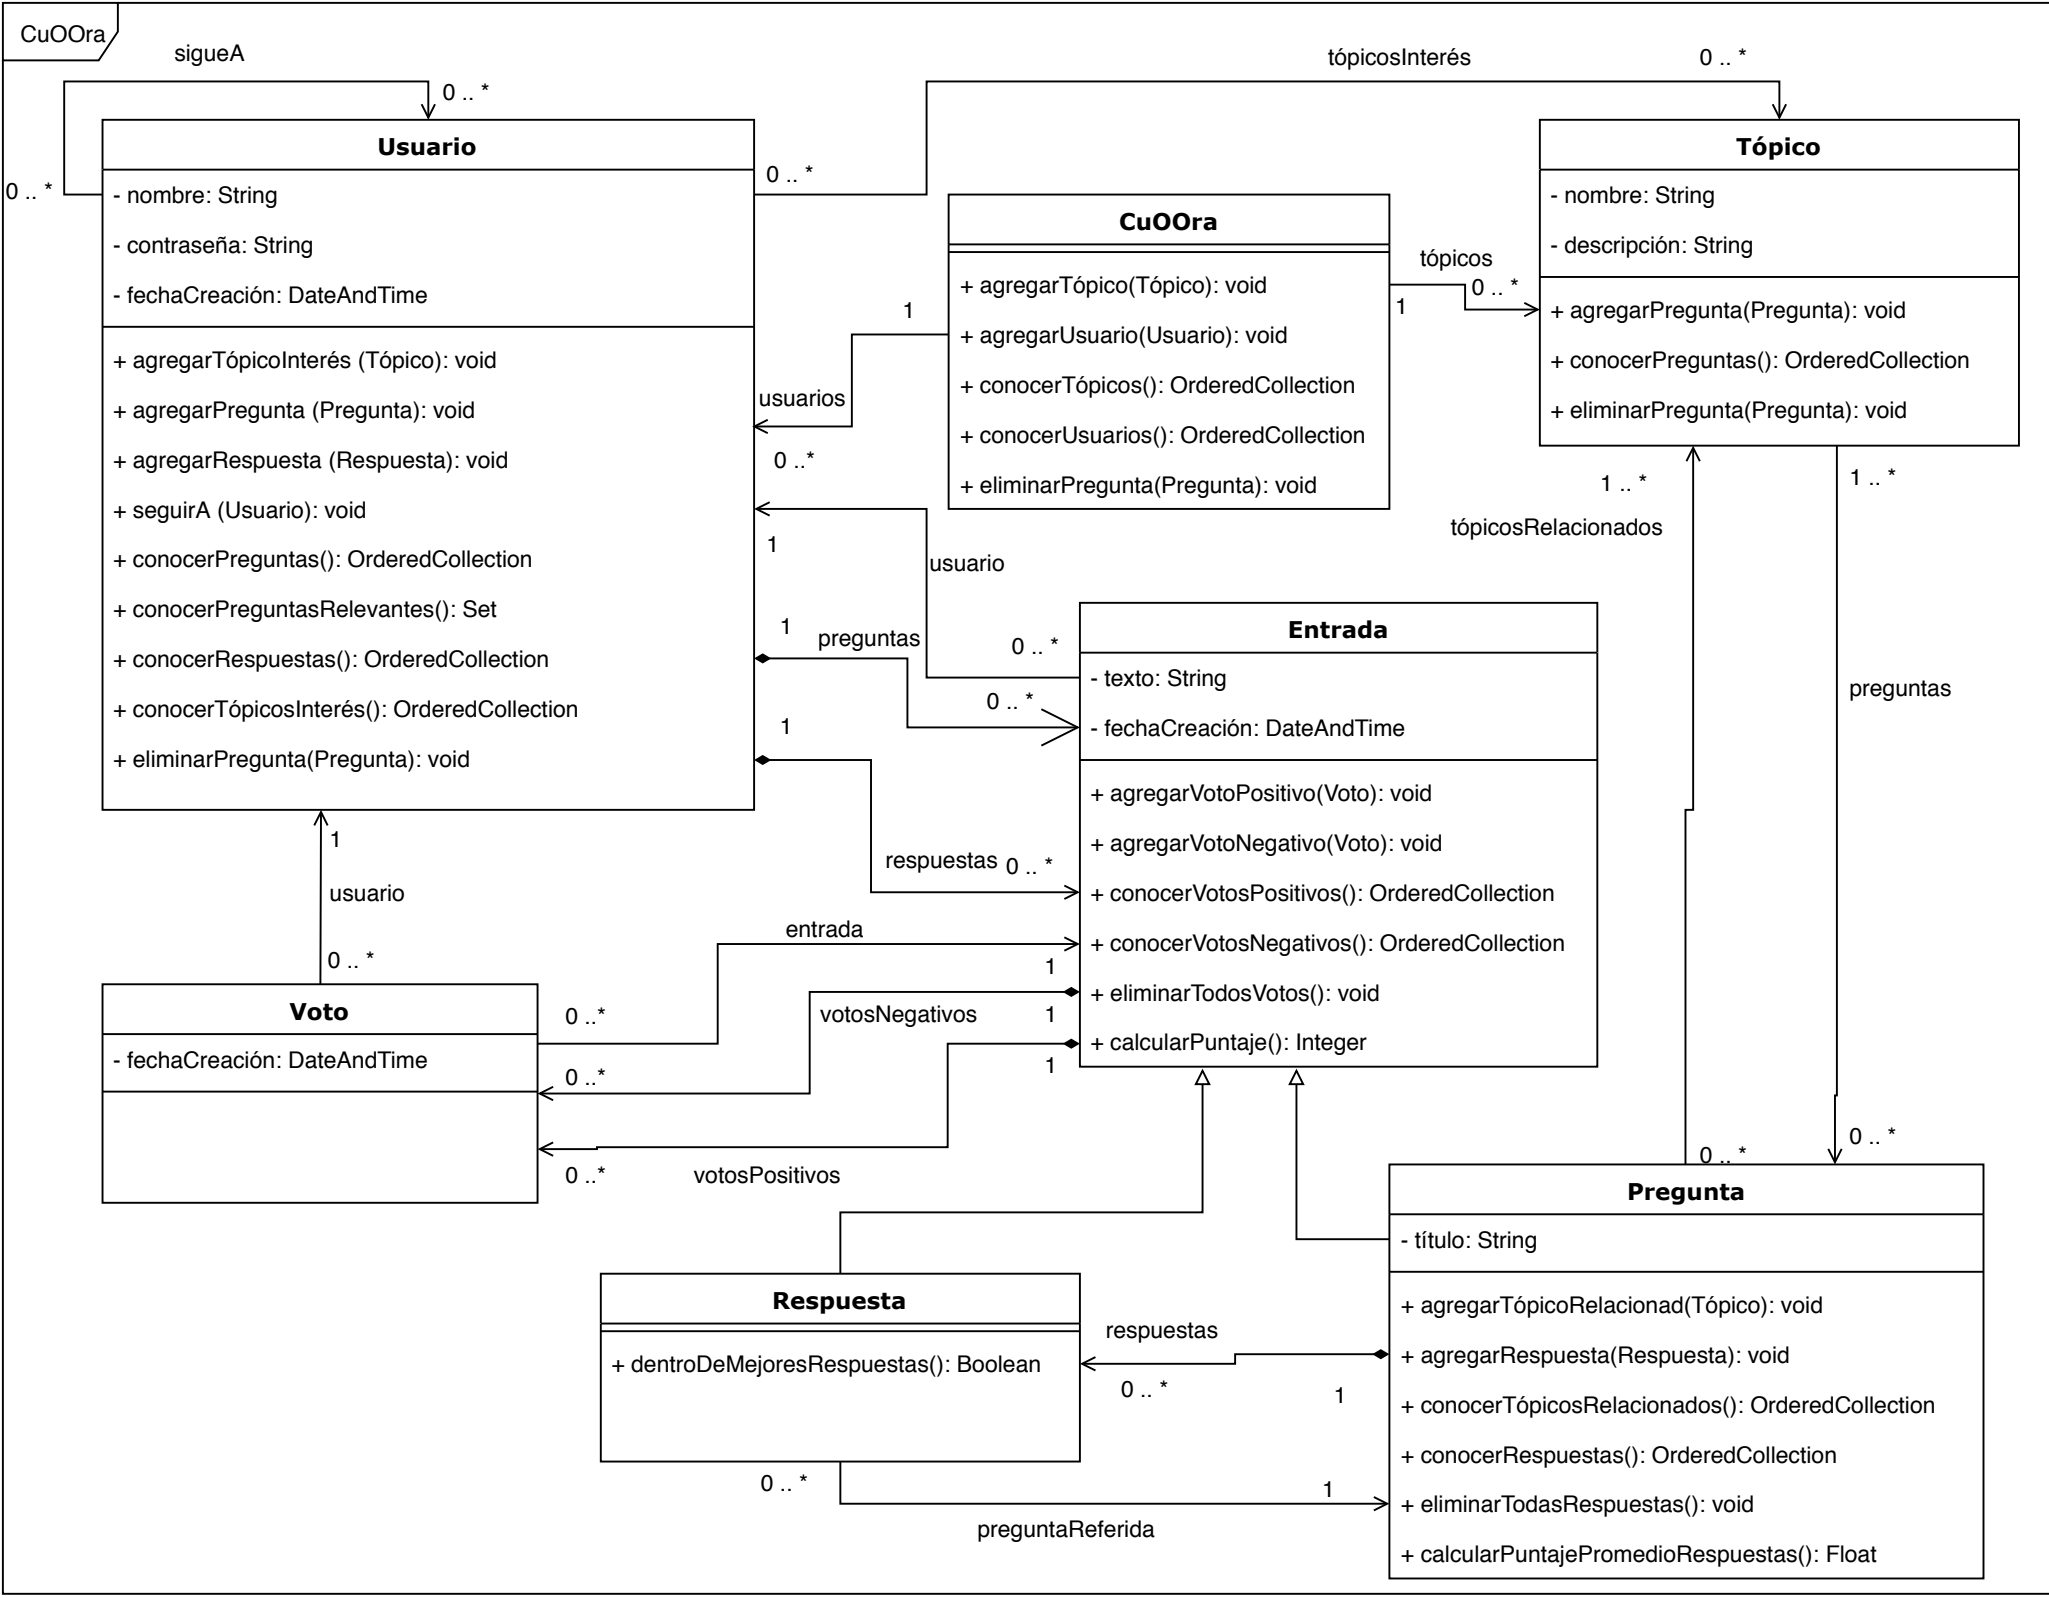 CuOOra
sigueA
0 .. *
0 .. *
Usuario
- nombre: String
- contraseña: String
- fechaCreación: DateAndTime
+ agregarTópicoInterés (Tópico): void
+ agregarPregunta (Pregunta): void
+ agregarRespuesta (Respuesta): void
+ seguirA (Usuario): void
+ conocerPreguntas(): OrderedCollection
+ conocerPreguntasRelevantes(): Set
+ conocerRespuestas(): OrderedCollection
+ conocerTópicosInterés(): OrderedCollection
+ eliminarPregunta(Pregunta): void
tópicosInterés
0 .. *
0 .. *
CuOOra
+ agregarTópico(Tópico): void
+ agregarUsuario(Usuario): void
+ conocerTópicos(): OrderedCollection
+ conocerUsuarios(): OrderedCollection
+ eliminarPregunta(Pregunta): void
1
usuarios
0 ..*
tópicos
0 .. *
1
Tópico
- nombre: String
- descripción: String
+ agregarPregunta(Pregunta): void
+ conocerPreguntas(): OrderedCollection
+ eliminarPregunta(Pregunta): void
1 .. *
tópicosRelacionados
1 .. *
preguntas
0 .. *
0 .. *
1
usuario
0 .. *
1
preguntas
0 .. *
1
respuestas
0 .. *
Entrada
- texto: String
- fechaCreación: DateAndTime
+ agregarVotoPositivo(Voto): void
+ agregarVotoNegativo(Voto): void
+ conocerVotosPositivos(): OrderedCollection
+ conocerVotosNegativos(): OrderedCollection
+ eliminarTodosVotos(): void
+ calcularPuntaje(): Integer
1
usuario
0 .. *
Voto
- fechaCreación: DateAndTime
entrada
1
0 ..*
votosNegativos
1
0 ..*
1
votosPositivos
0 ..*
Respuesta
+ dentroDeMejoresRespuestas(): Boolean
respuestas
0 .. *
1
0 .. *
1
preguntaReferida
Pregunta
- título: String
+ agregarTópicoRelacionad(Tópico): void
+ agregarRespuesta(Respuesta): void
+ conocerTópicosRelacionados(): OrderedCollection
+ conocerRespuestas(): OrderedCollection
+ eliminarTodasRespuestas(): void
+ calcularPuntajePromedioRespuestas(): Float